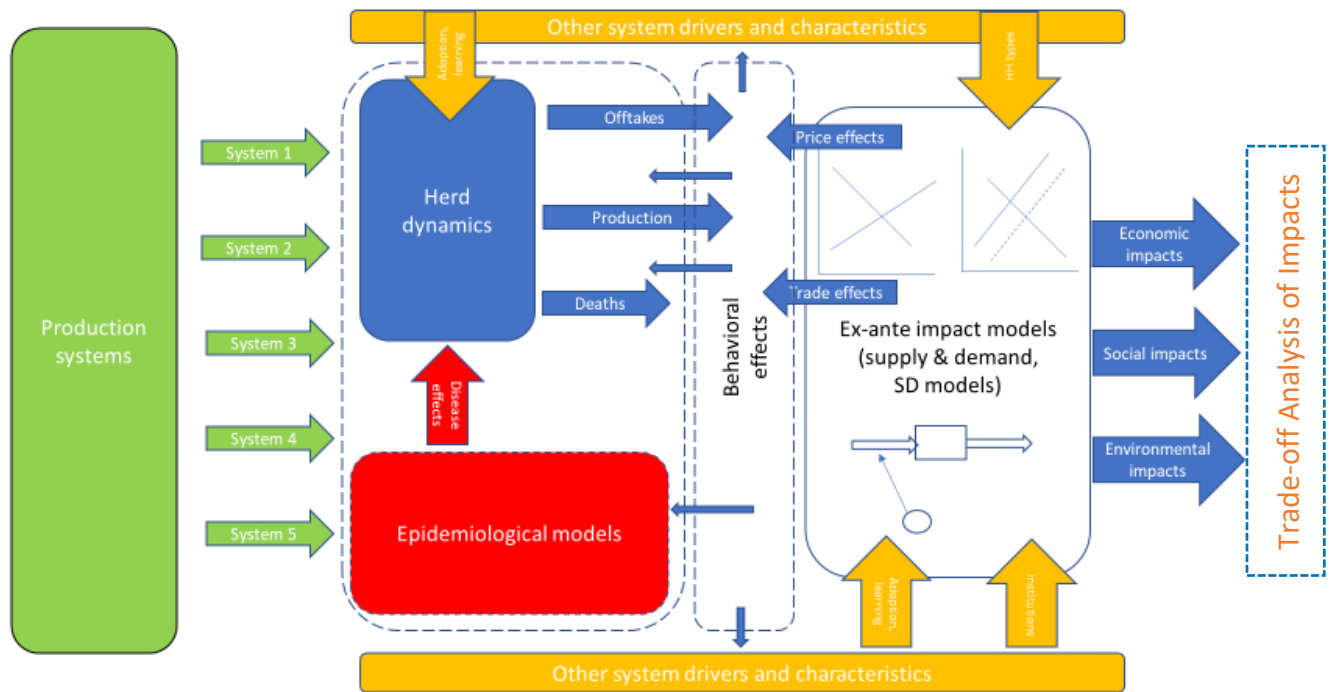 Other system drivers and characteristics
Adoption,
learning
HH types
Production
systems
System 1
System 2
System 3
System 4
System 5
Herd
dynamics
Offtakes
Production
Deaths
Disease
effects
Epidemiological models
Behavioral
effects
Price effects
Trade effects
Ex-ante impact models
(supply & demand,
SD models)
Economic
impacts
Social impacts
Environmental
impacts
Trade-off Analysis of Impacts
Adoption,
learning
Institutions
Other system drivers and characteristics